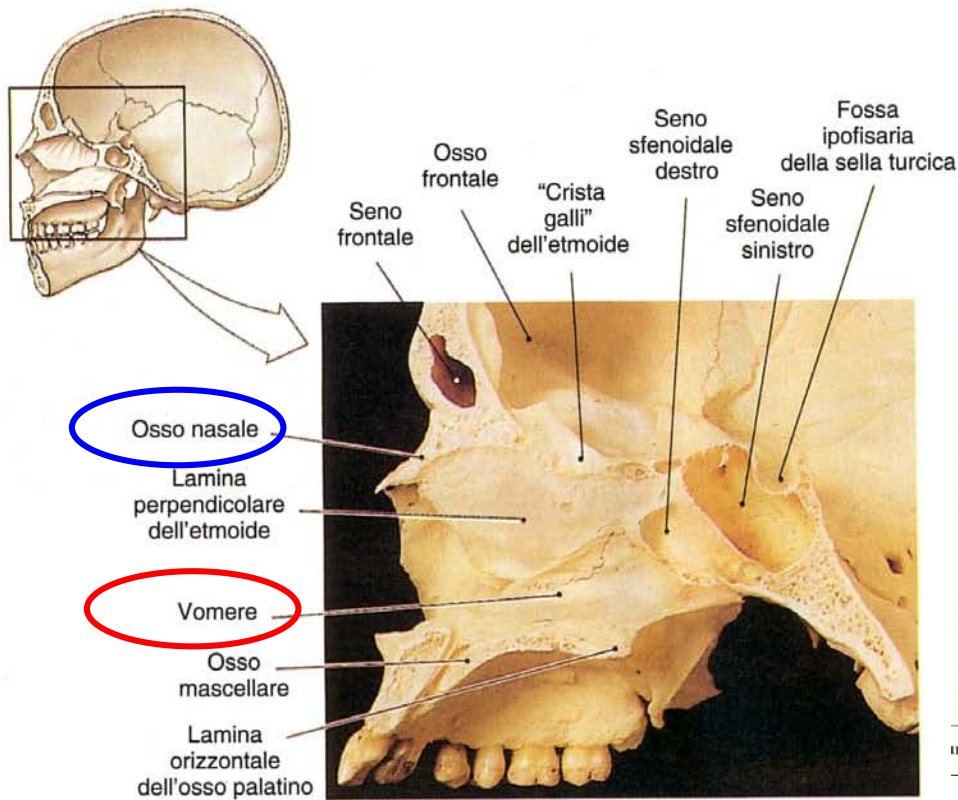 Fossa
ipofisaria
della sella turcica
Seno
sfenoidale
destro
Osso
frontale
"Crista
galli"
dell'etmoide
Seno
sfenoidale
sinistro
Seno
frontale
Osso nasale
Lamina
perpendicolare
dell'etmoide
Vomere
Osso
mascellare
Lamina
orizzontale
dell'osso palatino